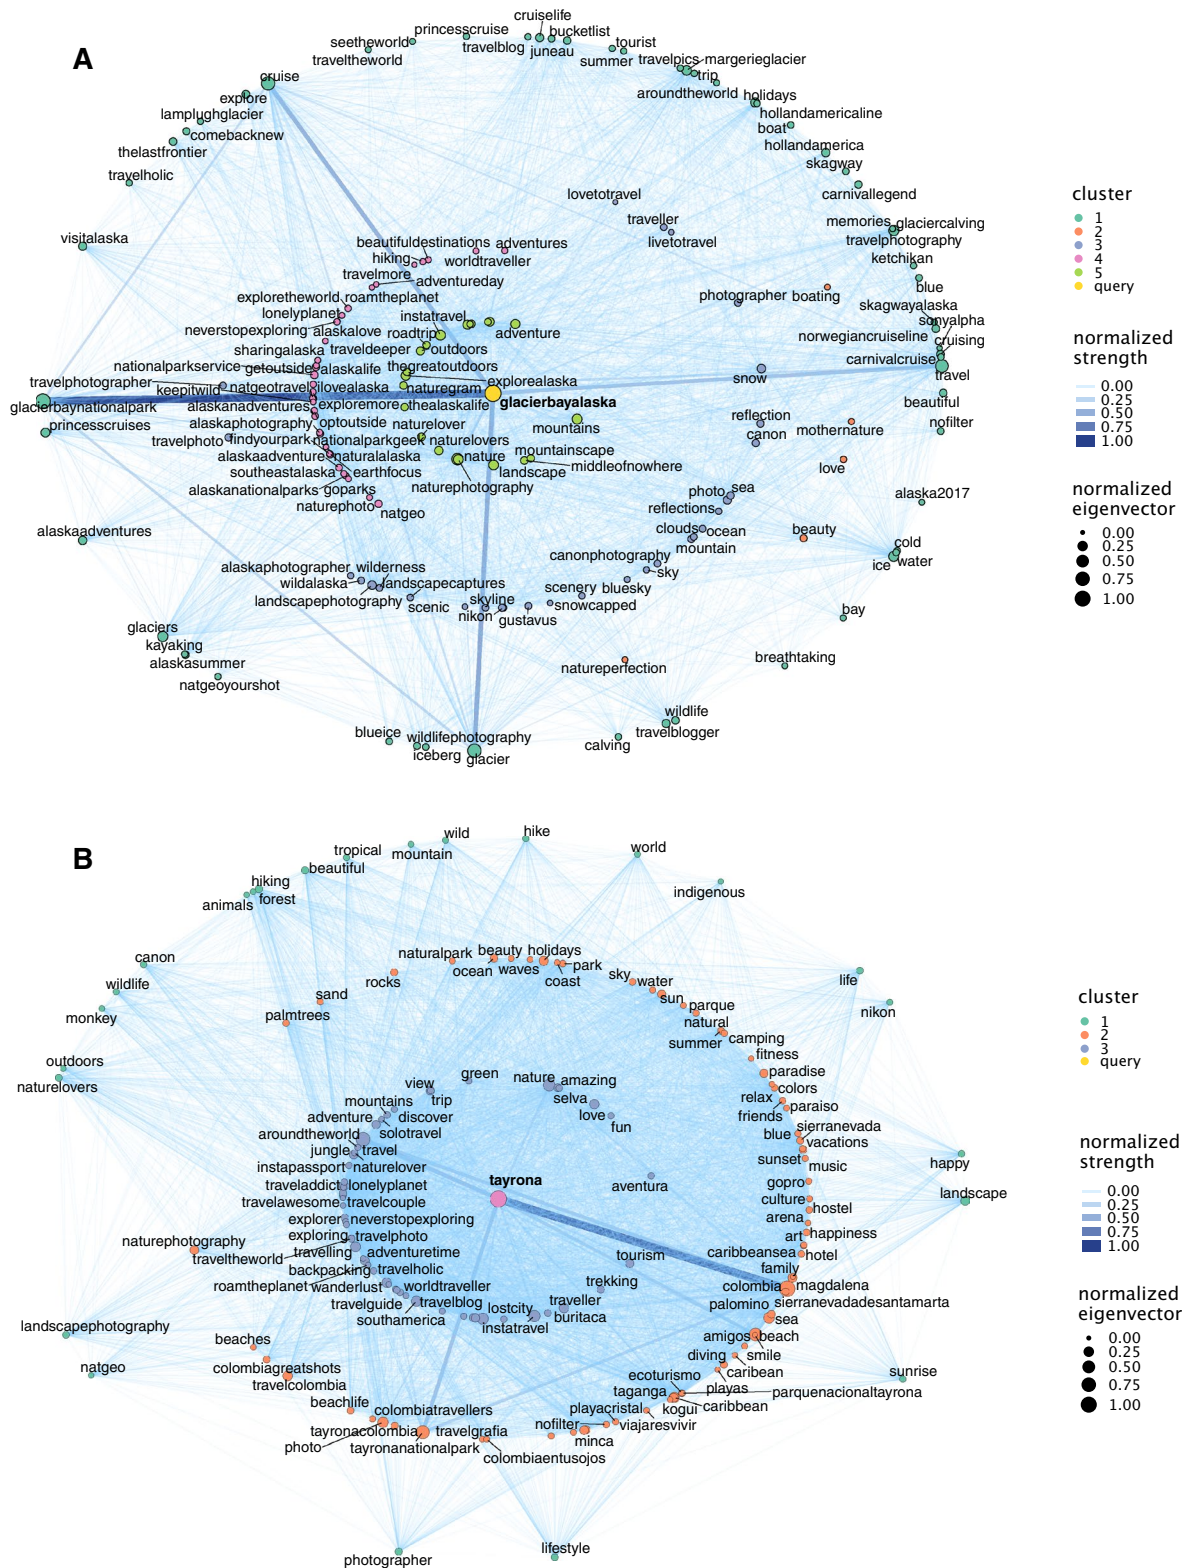 A
cruiselife
princesscruise
bucketlist
seetheworld
travelblog
juneau
tourist
traveltheworld
summer
travelpics
margerieglacier
cruise
trip
explore
aroundtheworld
holidays
lamplughglacier
hollandamericaline
comebacknew
boat
thelastfrontier
hollandamerica
travelholic
skagway
lovetotravel
carnivallegend
traveller
memories
glaciercalving
visitalaska
beautifuldestinations
adventures
livetotravel
travelphotography
hiking
worldtraveller
ketchikan
travelmore
adventureday
blue
exploretheworld
roamtheplanet
photographer
boating
skagwayalaska
lonelyplanet
instatravel
sonyalpha
neverstopexploring
alaskalove
roadtrip
adventure
norwegiancruiseline
cruising
sharingalaska
traveldeeper
outdoors
carnivalcruise
nationalparkservice
getoutside
alaskalife
thegreatoutdoors
travel
travelphotographer
keepitwild
natgeotravel
ilovealaska
naturegram
explorealaska
snow
glacierbaynationalpark
alaskanadventures
exploremore
thealaskalife
glacierbayalaska
beautiful
princesscruises
alaskaphotography
optoutside
naturelover
mountains
reflection
nofilter
travelphoto
findyourpark
nationalparkgeek
naturelovers
canon
mothernature
alaskaadventure
naturalalaska
nature
mountainscape
love
southeastalaska
earthfocus
landscape
middleofnowhere
alaskanationalparks
goparks
naturephotography
photo
sea
alaska2017
naturephoto
natgeo
reflections
alaskaadventures
clouds
ocean
beauty
cold
mountain
ice
water
canonphotography
alaskaphotographer
wilderness
sky
wildalaska
landscapecaptures
scenery
bluesky
landscapephotography
scenic
skyline
snowcapped
nikon
gustavus
bay
glaciers
kayaking
alaskasummer
natureperfection
breathtaking
natgeoyourshot
wildlife
blueice
wildlifephotography
travelblogger
iceberg
glacier
calving
cluster
1
2
3
4
5
query
normalized
strength
0.00
0.25
0.50
0.75
1.00
normalized
eigenvector
0.00
0.25
0.50
0.75
1.00
B
wild
hike
tropical
mountain
world
beautiful
hiking
indigenous
animals
forest
canon
naturalpark
beauty
holidays
ocean
waves
park
rocks
coast
sky
water
life
wildlife
sand
sun
parque
nikon
monkey
palmtrees
natural
summer
camping
outdoors
fitness
naturelovers
green
nature
amazing
paradise
view
trip
selva
colors
mountains
love
relax
paraiso
adventure
discover
fun
friends
aroundtheworld
solotravel
blue
sierranevada
jungle
travel
vacations
instapassport
naturelover
sunset
music
happy
traveladdict
lonelyplanet
tayrona
aventura
gopro
travelawesome
travelcouple
culture
landscape
explorer
neverstopexploring
arena
hostel
naturephotography
exploring
travelphoto
art
happiness
traveltheworld
travelling
adventuretime
tourism
caribbeansea
hotel
backpacking
travelholic
family
roamtheplanet
wanderlust
worldtraveller
trekking
colombia
magdalena
travelguide
travelblog
lostcity
traveller
palomino
sierranevadadesantamarta
landscapephotography
southamerica
instatravel
buritaca
sea
beaches
amigos
beach
natgeo
colombiagreatshots
diving
smile
sunrise
travelcolombia
ecoturismo
caribean
taganga
playas
parquenacionaltayrona
beachlife
colombiatravellers
playacristal
kogui
caribbean
tayronacolombia
travelgrafia
nofilter
viajaresvivir
photo
tayronanationalpark
minca
colombiaentusojos
photographer
lifestyle
cluster
1
2
3
query
normalized
strength
0.00
0.25
0.50
0.75
1.00
normalized
eigenvector
0.00
0.25
0.50
0.75
1.00